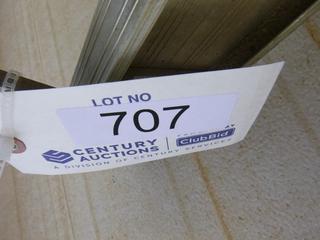 LOT NO
707
CENTURY
AUCTIONS
ClubBid
A DIVISION OF CENTURY SERVICES